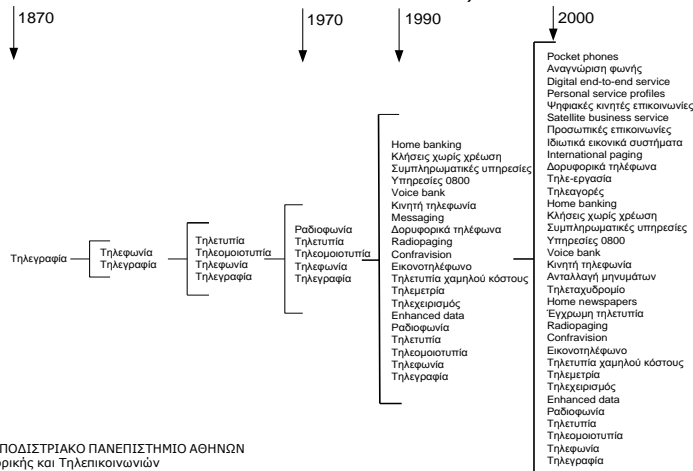 1870
1970
1990
2000
Τηλεγραφία
Τηλεφωνία
Τηλεγραφία
Τηλετυπία
Τηλεομοιοτυπία
Τηλεφωνία
Τηλεγραφία
Ραδιοφωνία
Τηλετυπία
Τηλεομοιοτυπία
Τηλεφωνία
Τηλεγραφία
Home banking
Κλήσεις χωρίς χρέωση
Συμπληρωματικές υπηρεσίες
Υπηρεσίες 0800
Voice bank
Κινητή τηλεφωνία
Messaging
Δορυφορικά τηλέφωνα
Radiopaging
Confravision
Εικονοτηλέφωνο
Τηλετυπία χαμηλού κόστους
Τηλεμετρία
Τηλεχειρισμός
Enhanced data
Ραδιοφωνία
Τηλετυπία
Τηλεομοιοτυπία
Τηλεφωνία
Τηλεγραφία
Pocket phones
Αναγνώριση φωνής
Digital end-to-end service
Personal service profiles
Ψηφιακές κινητές επικοινωνίες
Satellite business service
Προσωπικές επικοινωνίες
Ιδιωτικά εικονικά συστήματα
International paging
Δορυφορικά τηλέφωνα
Τηλε-εργασία
Τηλεαγορές
Home banking
Κλήσεις χωρίς χρέωση
Συμπληρωματικές υπηρεσίες
Υπηρεσίες 0800
Voice bank
Κινητή τηλεφωνία
Ανταλλαγή μηνυμάτων
Τηλεταχυδρομίο
Home newspapers
Έγχρωμη τηλετυπία
Radiopaging
Confravision
Εικονοτηλέφωνο
Τηλετυπία χαμηλού κόστους
Τηλεμετρία
Τηλεχειρισμός
Enhanced data
Ραδιοφωνία
Τηλετυπία
Τηλεομοιοτυπία
Τηλεφωνία
Τηλεγραφία
ΠΟΔΙΣΤΡΙΑΚΟ ΠΑΝΕΠΙΣΤΗΜΙΟ ΑΘΗΝΩΝ
ορικής και Τηλεπικοινωνιών